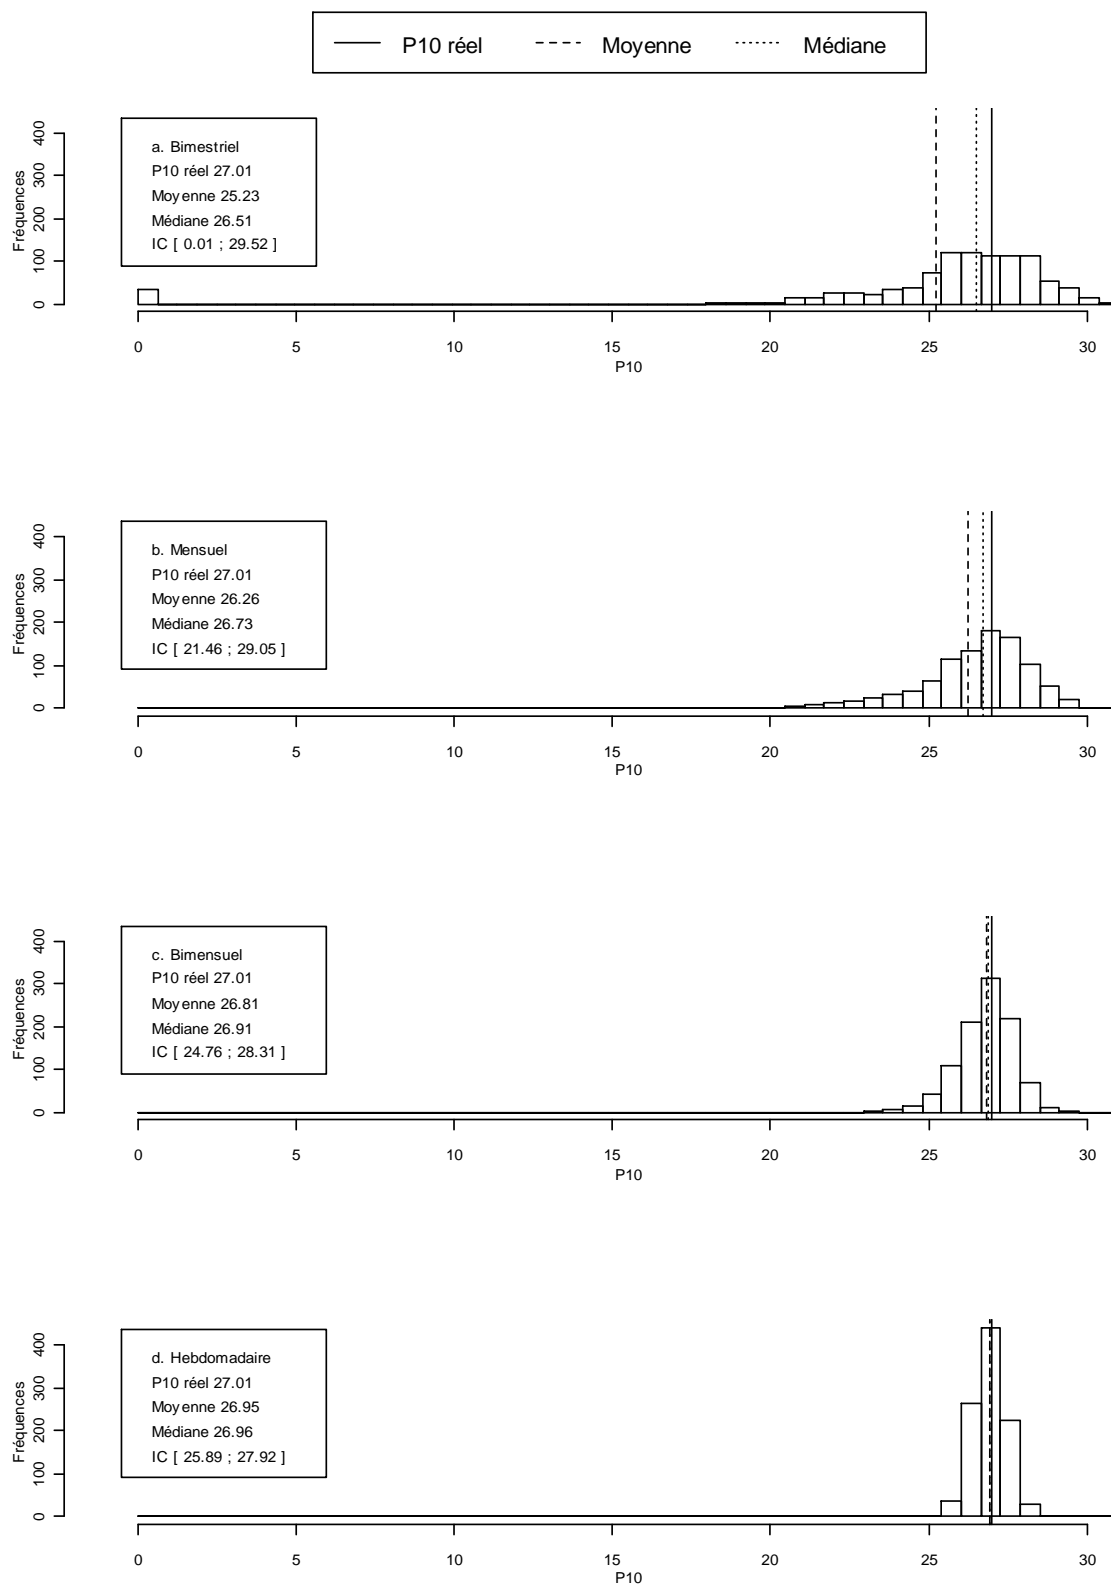 P10 réel Moyenne Médiane
a. Bimestriel
P10 réel 27.01
Moyenne 25.23
Médiane 26.51
IC [ 0.01 ; 29.52 ]
Fréquences
0 100 200 300 400
0 5 10 15 20 25 30
P10
b. Mensuel
P10 réel 27.01
Moyenne 26.26
Médiane 26.73
IC [ 21.46 ; 29.05 ]
Fréquences
0 100 200 300 400
0 5 10 15 20 25 30
P10
c. Bimensuel
P10 réel 27.01
Moyenne 26.81
Médiane 26.91
IC [ 24.76 ; 28.31 ]
Fréquences
0 100 200 300 400
0 5 10 15 20 25 30
P10
d. Hebdomadaire
P10 réel 27.01
Moyenne 26.95
Médiane 26.96
IC [ 25.89 ; 27.92 ]
Fréquences
0 100 200 300 400
0 5 10 15 20 25 30
P10